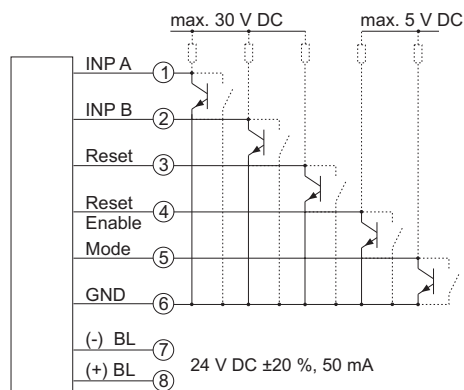 max. 30 V DC
max. 5 V DC
INP A
1
INP B
2
Reset
3
Reset
Enable
4
Mode
5
GND
6
(-) BL
7
24 V DC ±20 %, 50 mA
(+) BL
8